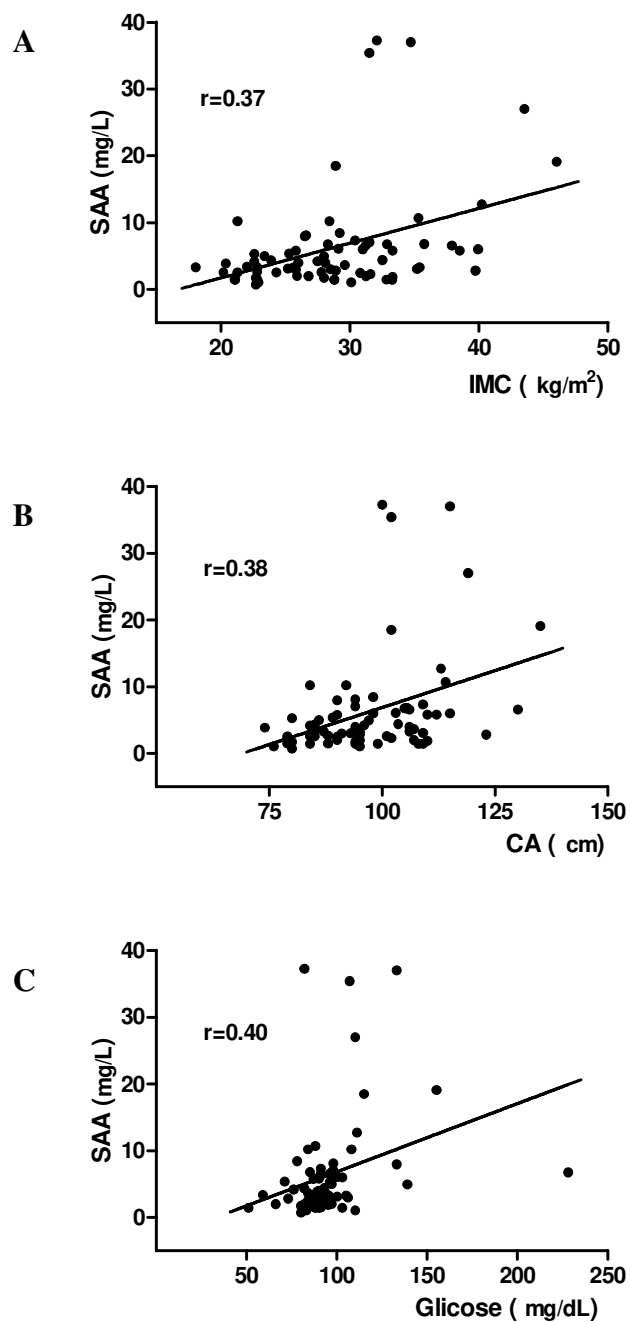 A
40
30
20
10
0
SAA (mg/L)
r=0.37
20 30 40 50
IMC ( kg/m²)
B
40
30
20
10
0
SAA (mg/L)
r=0.38
75 100 125 150
CA ( cm)
C
40
30
20
10
0
SAA (mg/L)
r=0.40
50 100 150 200 250
Glicose ( mg/dL)